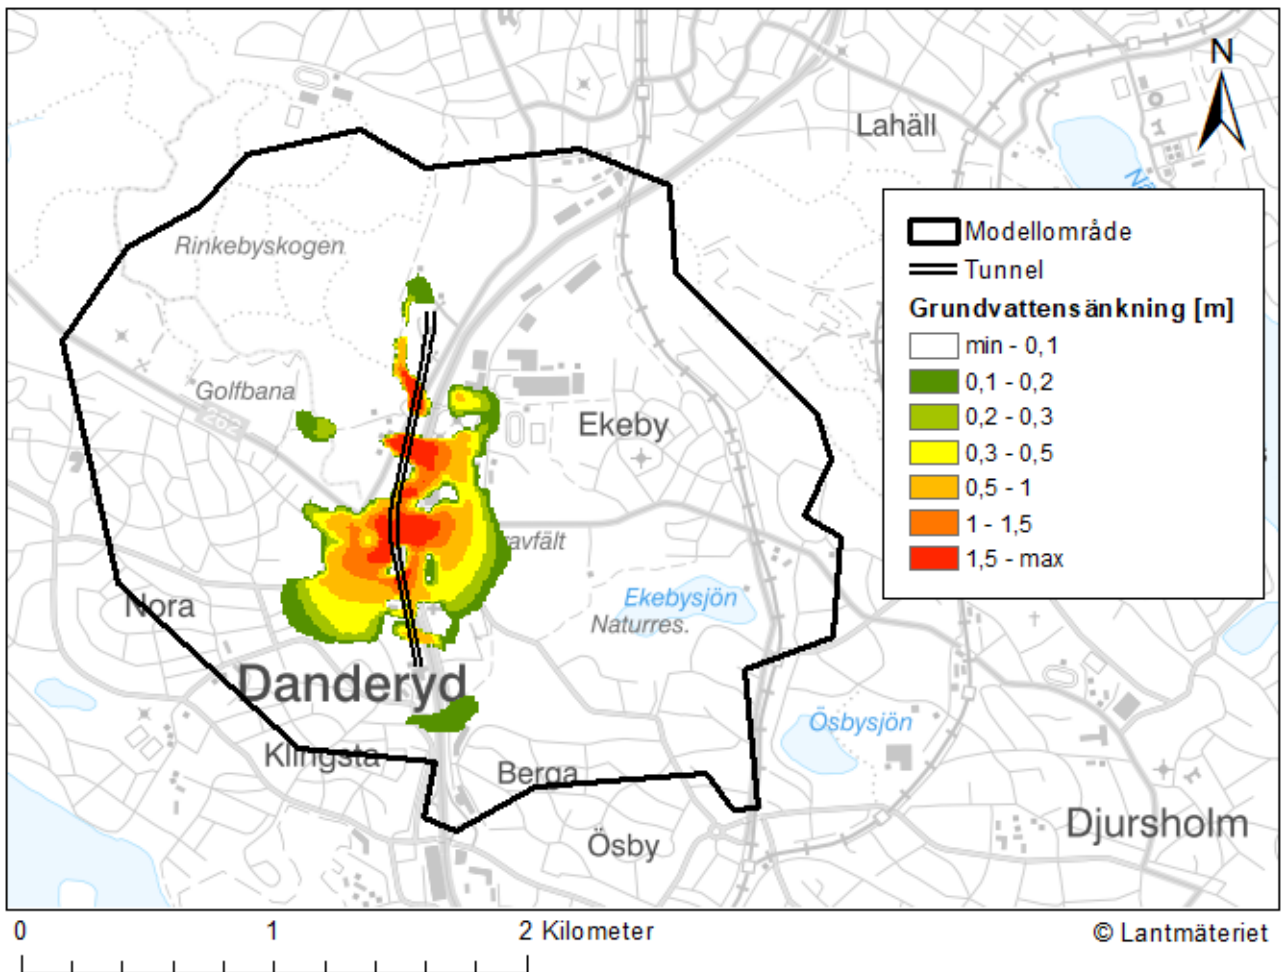 N
Lahäll
Rinkebyskogen
Modellområde
Tunnel
Grundvattensänkning [m]
min - 0,1
0,1 - 0,2
0,2 - 0,3
0,3 - 0,5
0,5 - 1
1 - 1,5
1,5 - max
Golfbana
262
Ekeby
avfält
Ekebysjön
Naturres.
Nora
Danderyd
Ösbysjön
Klingsta
Berga
Ösby
Djursholm
0 1 2 Kilometer
© Lantmäteriet